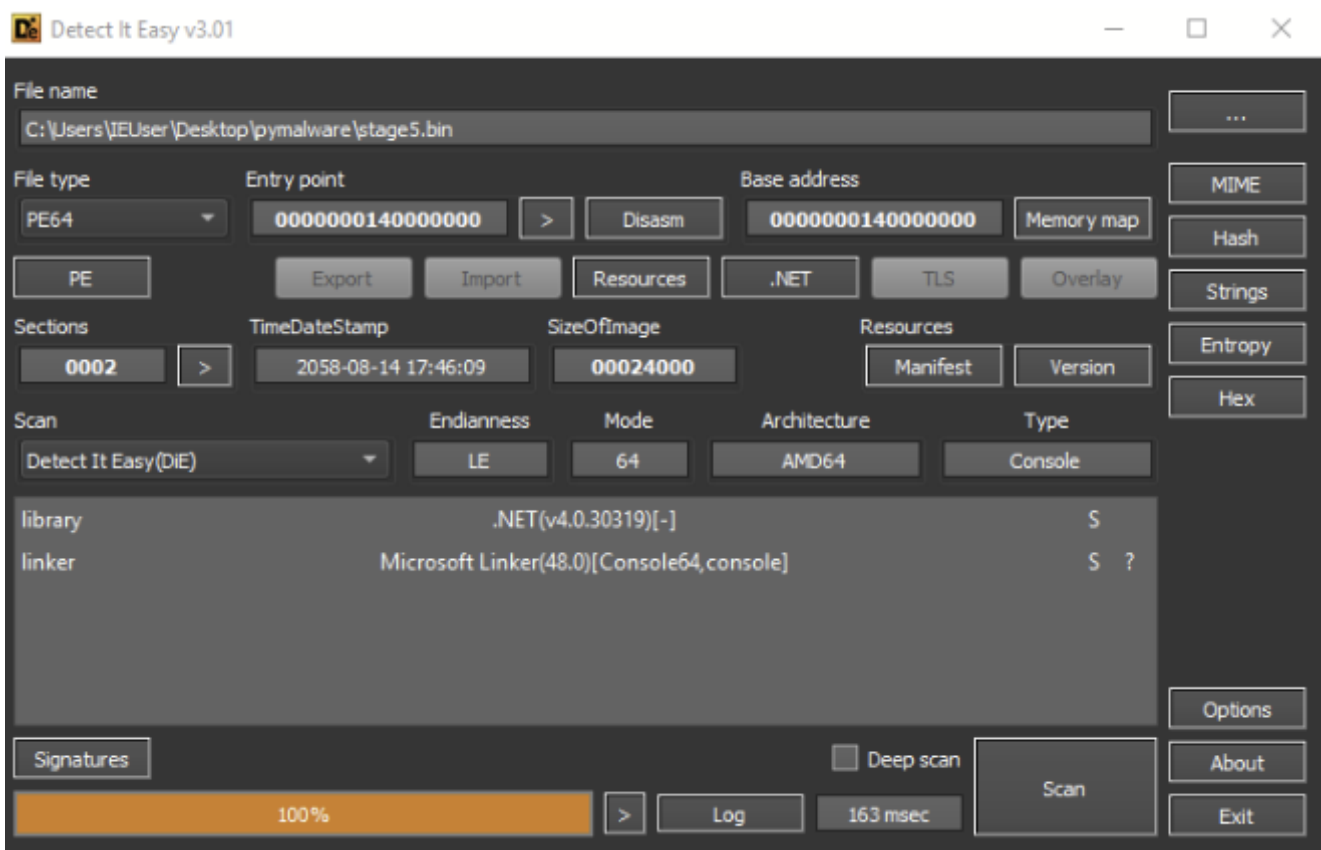 Detect It Easy v3.01
File name
C:\Users\IEUser\Desktop\pymalware\stage5.bin
...
File type Entry point Base address
MIME
PE64 0000000140000000 > Disasm 0000000140000000 Memory map
Hash
PE Export Import Resources .NET TLS Overlay
Strings
Sections TimeDateStamp SizeOfImage Resources
0002 > 2058-08-14 17:46:09 00024000 Manifest Version
Entropy
Hex
Scan Endianness Mode Architecture Type
Detect It Easy(DiE) LE 64 AMD64 Console
library .NET(v4.0.30319)[-] S
linker Microsoft Linker(48.0)[Console64,console] S ?
Options
Signatures Deep scan Scan
About
100% > Log 163 msec
Exit